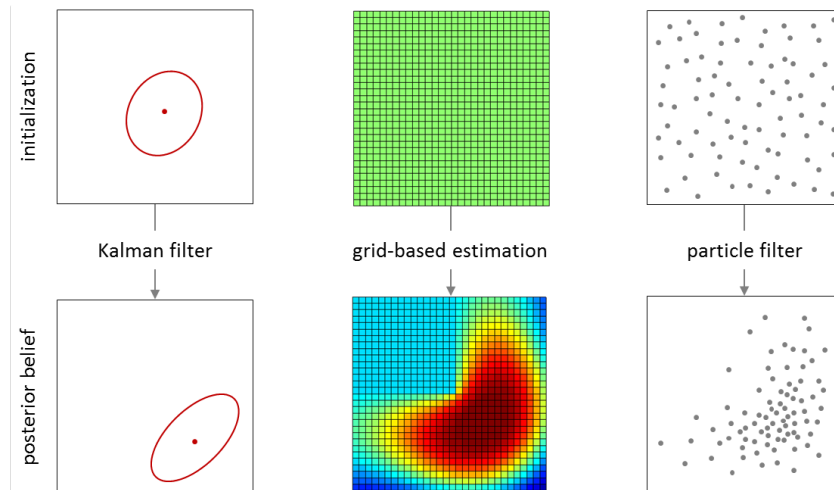 initialization
Kalman filter
grid-based estimation
particle filter
posterior belief